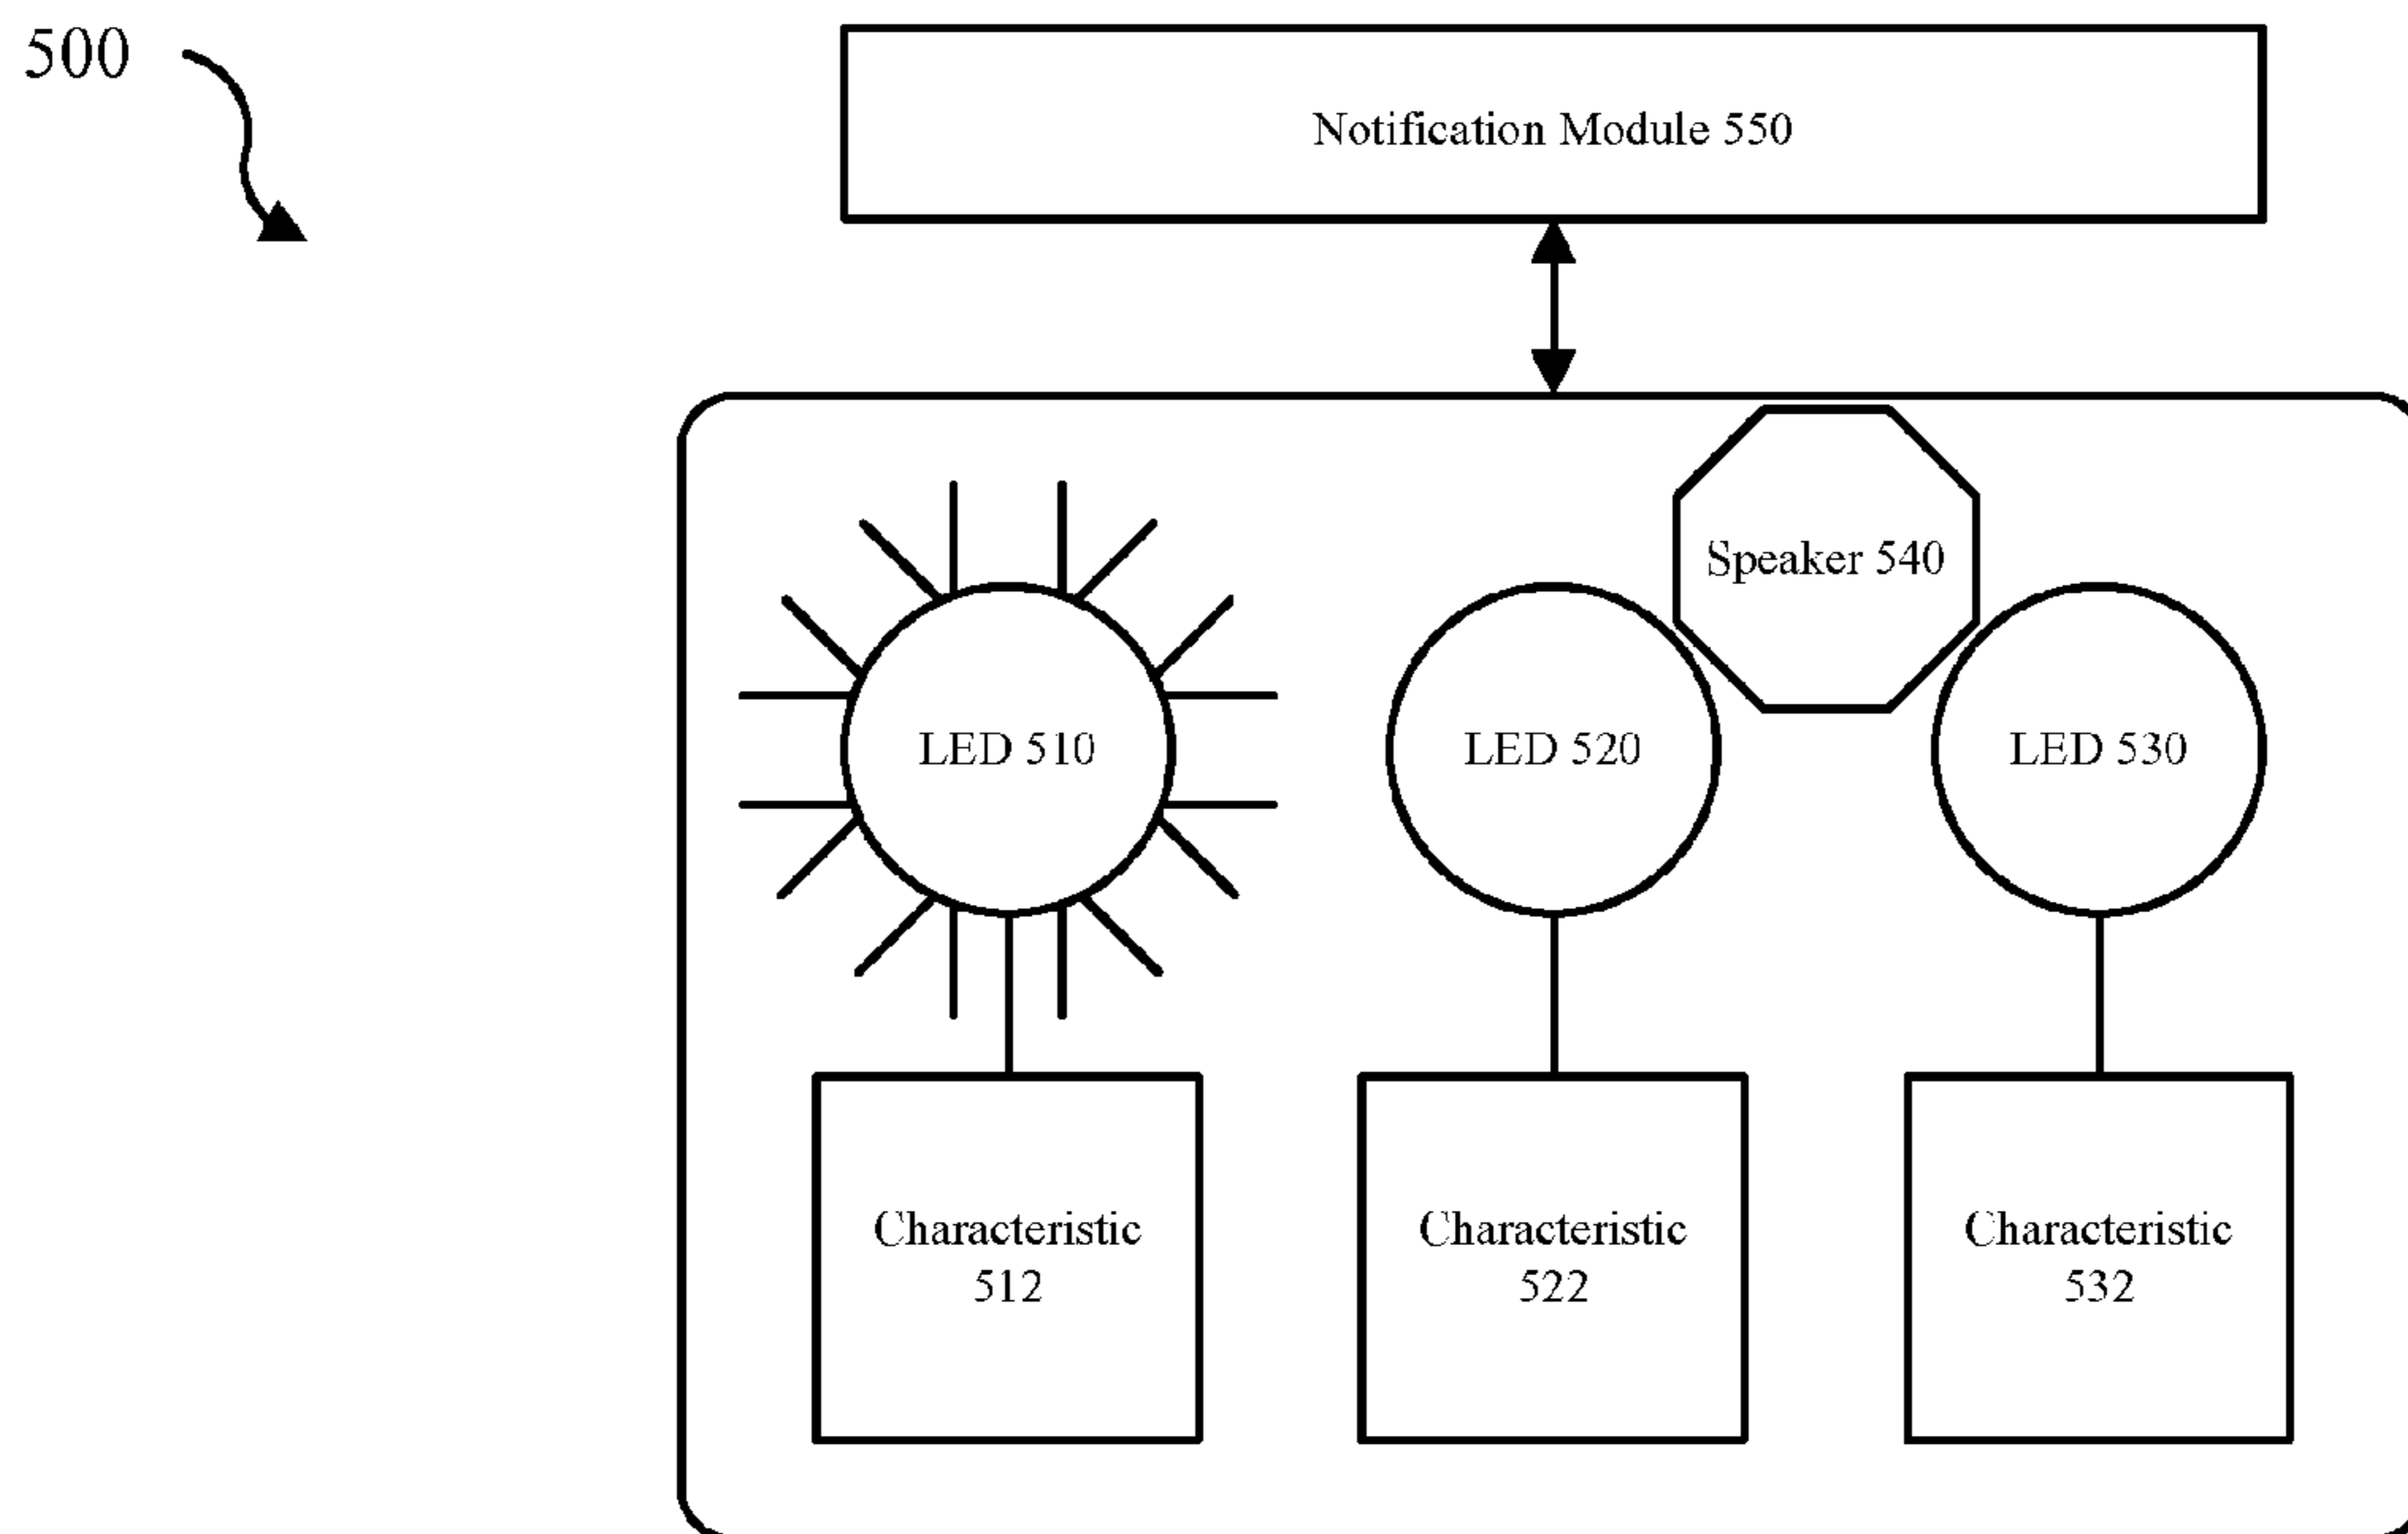 500
Notification Module 550
Speaker 540
LED 510
LED 520
LED 530
Characteristic
512
Characteristic
522
Characteristic
532